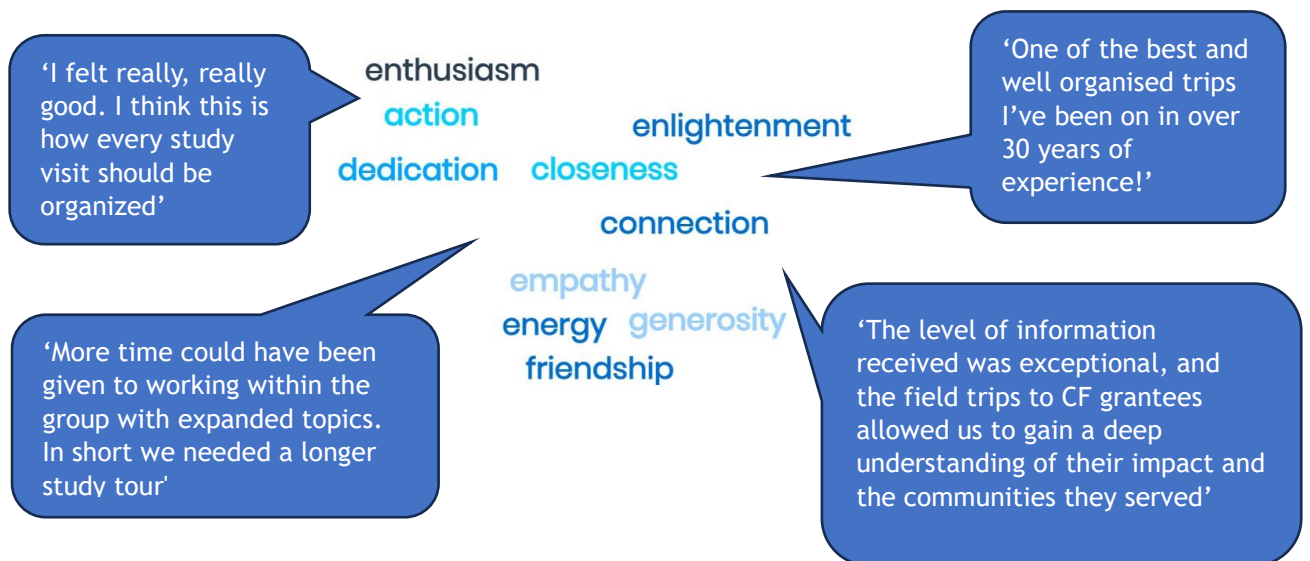 ‘I felt really, really
good. I think this is
how every study
visit should be
organized’
enthusiasm
action
enlightenment
dedication
closeness
connection
empathy
energy
generosity
friendship
‘One of the best and
well organised trips
I’ve been on in over
30 years of
experience!’
‘More time could have been
given to working within the
group with expanded topics.
In short we needed a longer
study tour'
‘The level of information
received was exceptional, and
the field trips to CF grantees
allowed us to gain a deep
understanding of their impact and
the communities they served’